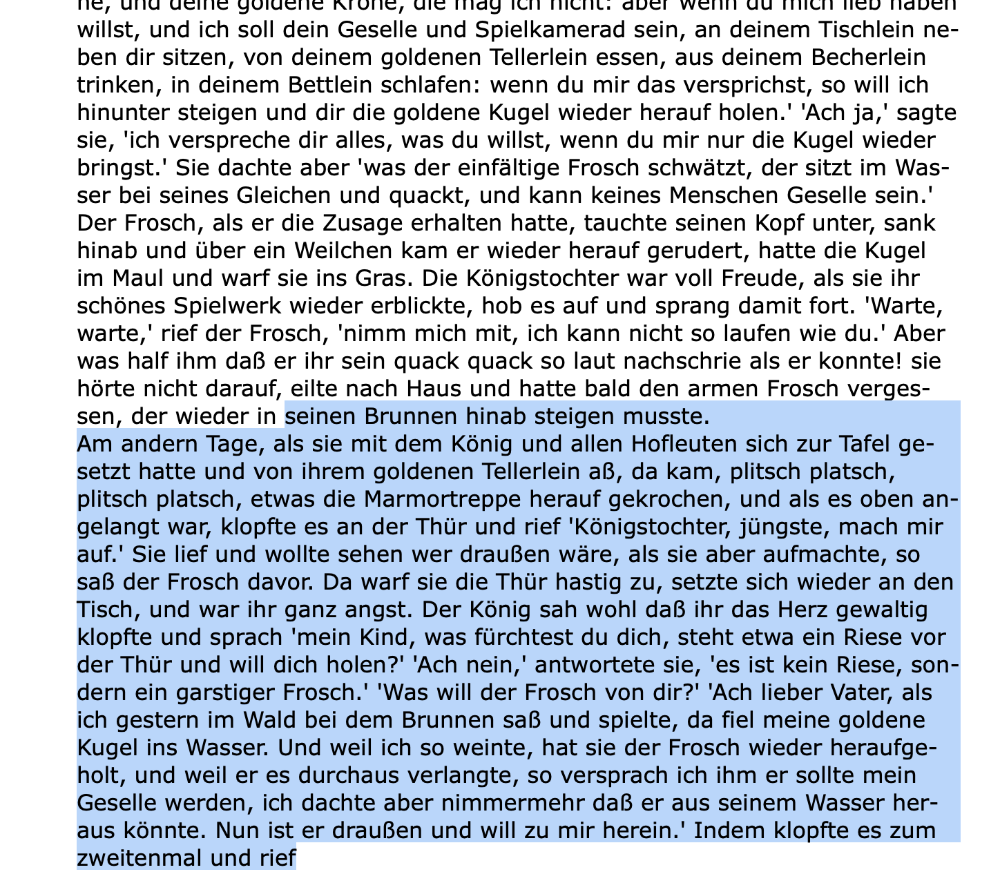 ne, und deine goldene Krone, die mag ich nicht: aber wenn du mich lieb haben
willst, und ich soll dein Geselle und Spielkamerad sein, an deinem Tischlein ne-
ben dir sitzen, von deinem goldenen Tellerlein essen, aus deinem Becherlein
trinken, in deinem Bettlein schlafen: wenn du mir das versprichst, so will ich
hinunter steigen und dir die goldene Kugel wieder herauf holen.' 'Ach ja,' sagte
sie, 'ich verspreche dir alles, was du willst, wenn du mir nur die Kugel wieder
bringst.' Sie dachte aber 'was der einfältige Frosch schwätzt, der sitzt im Was-
ser bei seines Gleichen und quackt, und kann keines Menschen Geselle sein.'
Der Frosch, als er die Zusage erhalten hatte, tauchte seinen Kopf unter, sank
hinab und über ein Weilchen kam er wieder herauf gerudert, hatte die Kugel
im Maul und warf sie ins Gras. Die Königstochter war voll Freude, als sie ihr
schönes Spielwerk wieder erblickte, hob es auf und sprang damit fort. 'Warte,
warte,' rief der Frosch, 'nimm mich mit, ich kann nicht so laufen wie du.' Aber
was half ihm daß er ihr sein quack quack so laut nachschrie als er konnte! sie
hörte nicht darauf, eilte nach Haus und hatte bald den armen Frosch verges-
sen, der wieder in seinen Brunnen hinab steigen musste.
Am andern Tage, als sie mit dem König und allen Hofleuten sich zur Tafel ge-
setzt hatte und von ihrem goldenen Tellerlein aß, da kam, plitsch platsch,
plitsch platsch, etwas die Marmortreppe herauf gekrochen, und als es oben an-
gelangt war, klopfte es an der Thür und rief 'Königstochter, jüngste, mach mir
auf.' Sie lief und wollte sehen wer draußen wäre, als sie aber aufmachte, so
saß der Frosch davor. Da warf sie die Thür hastig zu, setzte sich wieder an den
Tisch, und war ihr ganz angst. Der König sah wohl daß ihr das Herz gewaltig
klopfte und sprach 'mein Kind, was fürchtest du dich, steht etwa ein Riese vor
der Thür und will dich holen?' 'Ach nein,' antwortete sie, 'es ist kein Riese, son-
dern ein garstiger Frosch.' 'Was will der Frosch von dir?' 'Ach lieber Vater, als
ich gestern im Wald bei dem Brunnen saß und spielte, da fiel meine goldene
Kugel ins Wasser. Und weil ich so weinte, hat sie der Frosch wieder heraufge-
holt, und weil er es durchaus verlangte, so versprach ich ihm er sollte mein
Geselle werden, ich dachte aber nimmermehr daß er aus seinem Wasser her-
aus könnte. Nun ist er draußen und will zu mir herein.' Indem klopfte es zum
zweitenmal und rief